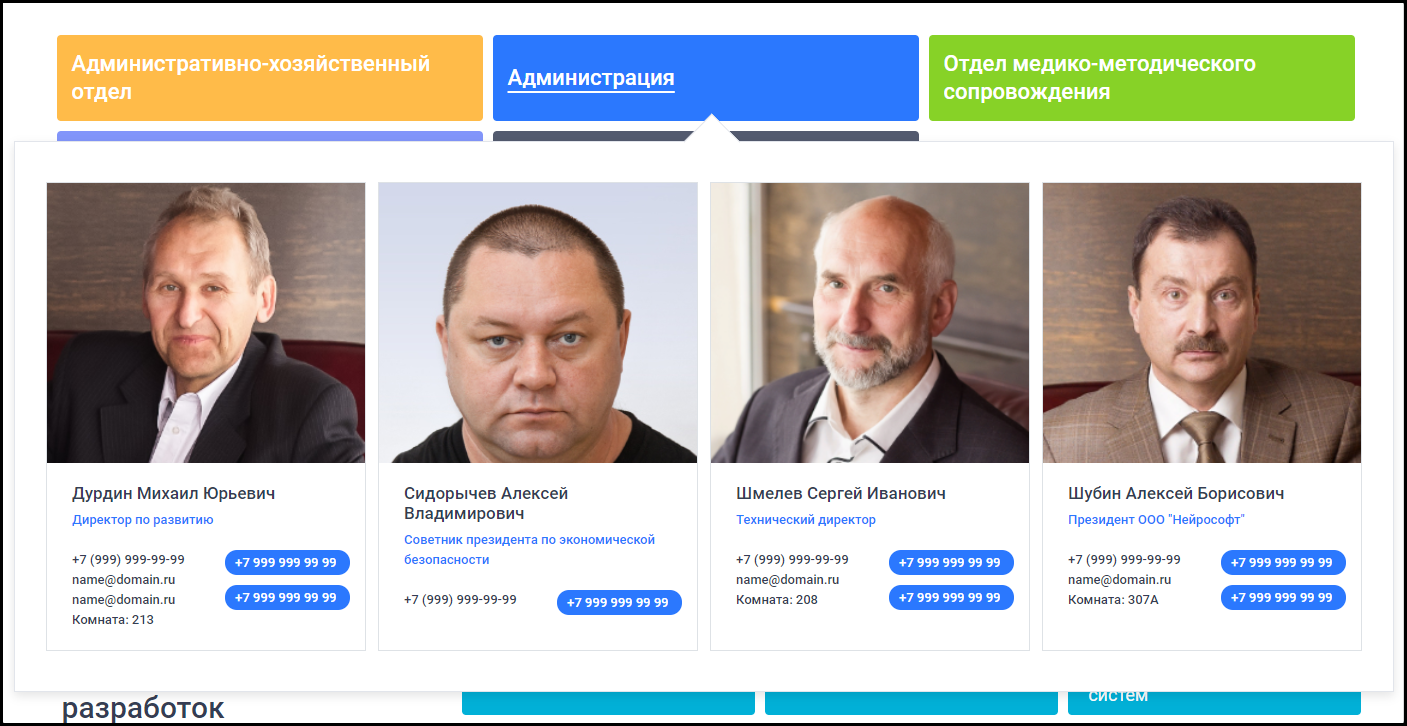 Административно-хозяйственный
отдел
Администрация
Отдел медико-методического
сопровождения
Дурдин Михаил Юрьевич
Директор по развитию
+7 (999) 999-99-99
name@domain.ru
name@domain.ru
Комната: 213
+7 999 999 99 99
+7 999 999 99 99
Сидорычев Алексей
Владимирович
Советник президента по экономической
безопасности
+7 (999) 999-99-99
+7 999 999 99 99
Шмелев Сергей Иванович
Технический директор
+7 (999) 999-99-99
name@domain.ru
Комната: 208
+7 999 999 99 99
+7 999 999 99 99
Шубин Алексей Борисович
Президент ООО "Нейрософт"
+7 (999) 999-99-99
name@domain.ru
Комната: 307А
+7 999 999 99 99
+7 999 999 99 99
разработок
систем